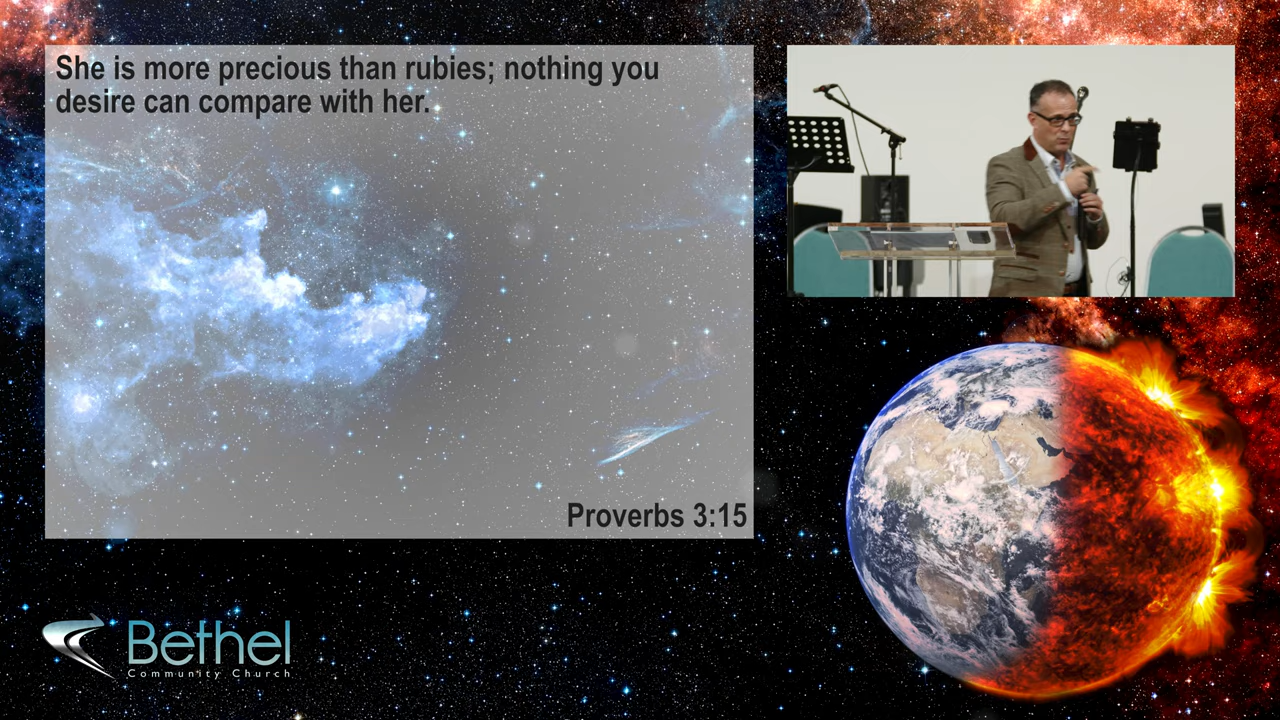 She is more precious than rubies; nothing you
desire can compare with her.
Proverbs 3:15
Bethel
Community Church